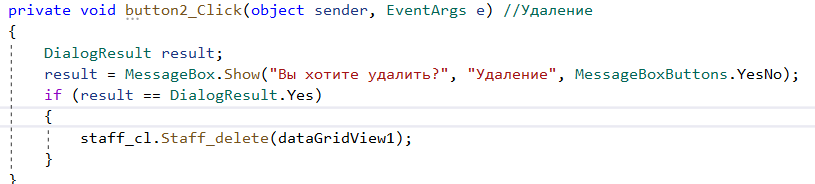 private void button2_Click(object sender, EventArgs e) //Удаление
{
DialogResult result;
result = MessageBox.Show("Вы хотите удалить?", "Удаление", MessageBoxButtons.YesNo);
if (result == DialogResult.Yes)
{
staff_cl.Staff_delete(dataGridView1);
}
}